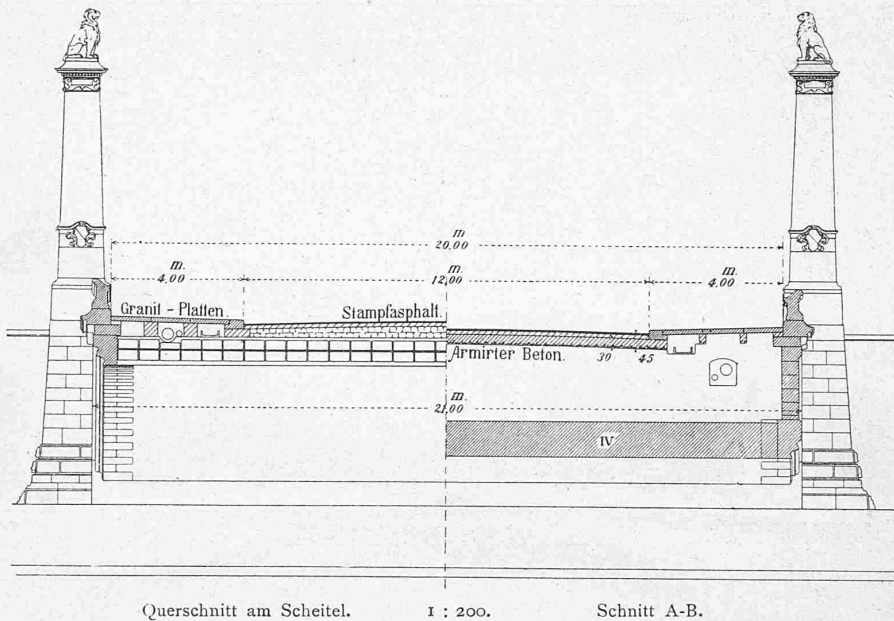 m
20,00
m.
4,00
m.
12,00
m.
4,00
Granit - Platten.
Stampfasphalt.
Armirter Beton.
30
45
m.
21,00
IV
Querschnitt am Scheitel. 1 : 200. Schnitt A-B.